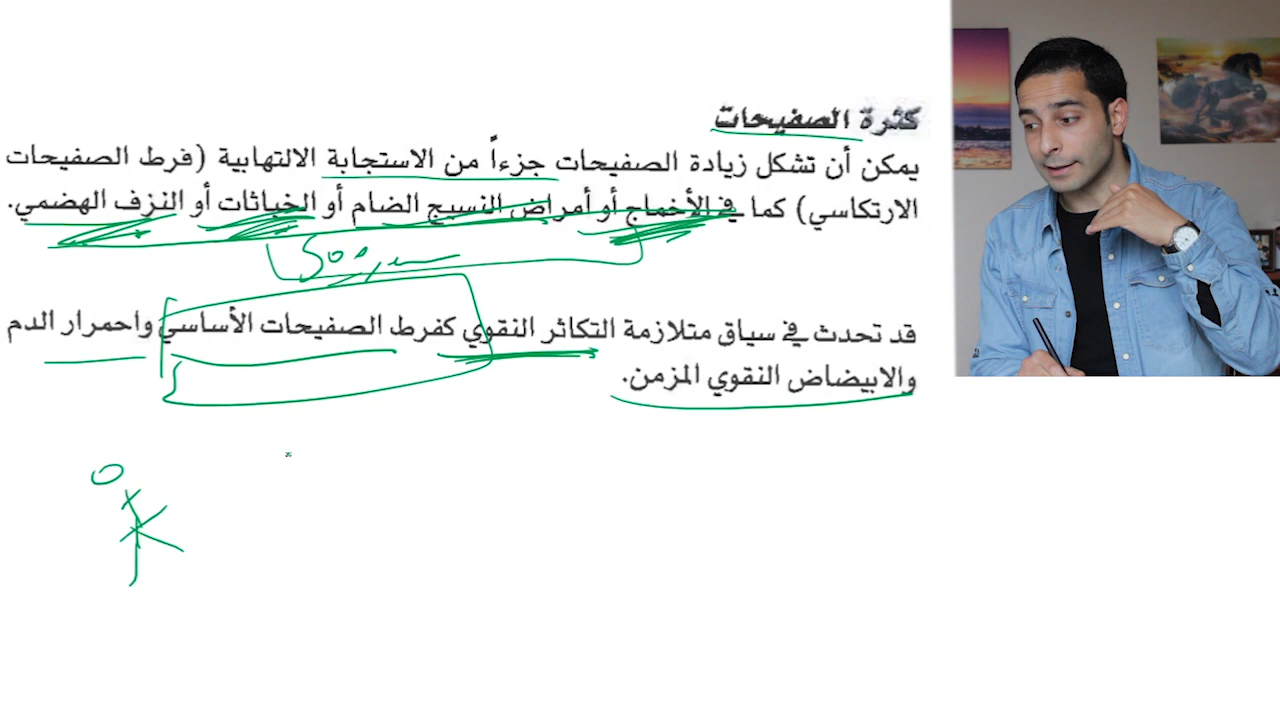 كثرة الصفيحات
يمكن أن تشكل زيادة الصفيحات جزءاً من الاستجابة الالتهابية (فرط الصفيحات
الارتكاسي) كما في الأخماج أو أمراض النسيج الضام أو الخباثات أو النزف الهضمي.
قد تحدث في سياق متلازمة التكاثر النقوي كفرط الصفيحات الأساسي واحمرار الدم
والابيضاض النقوي المزمن.